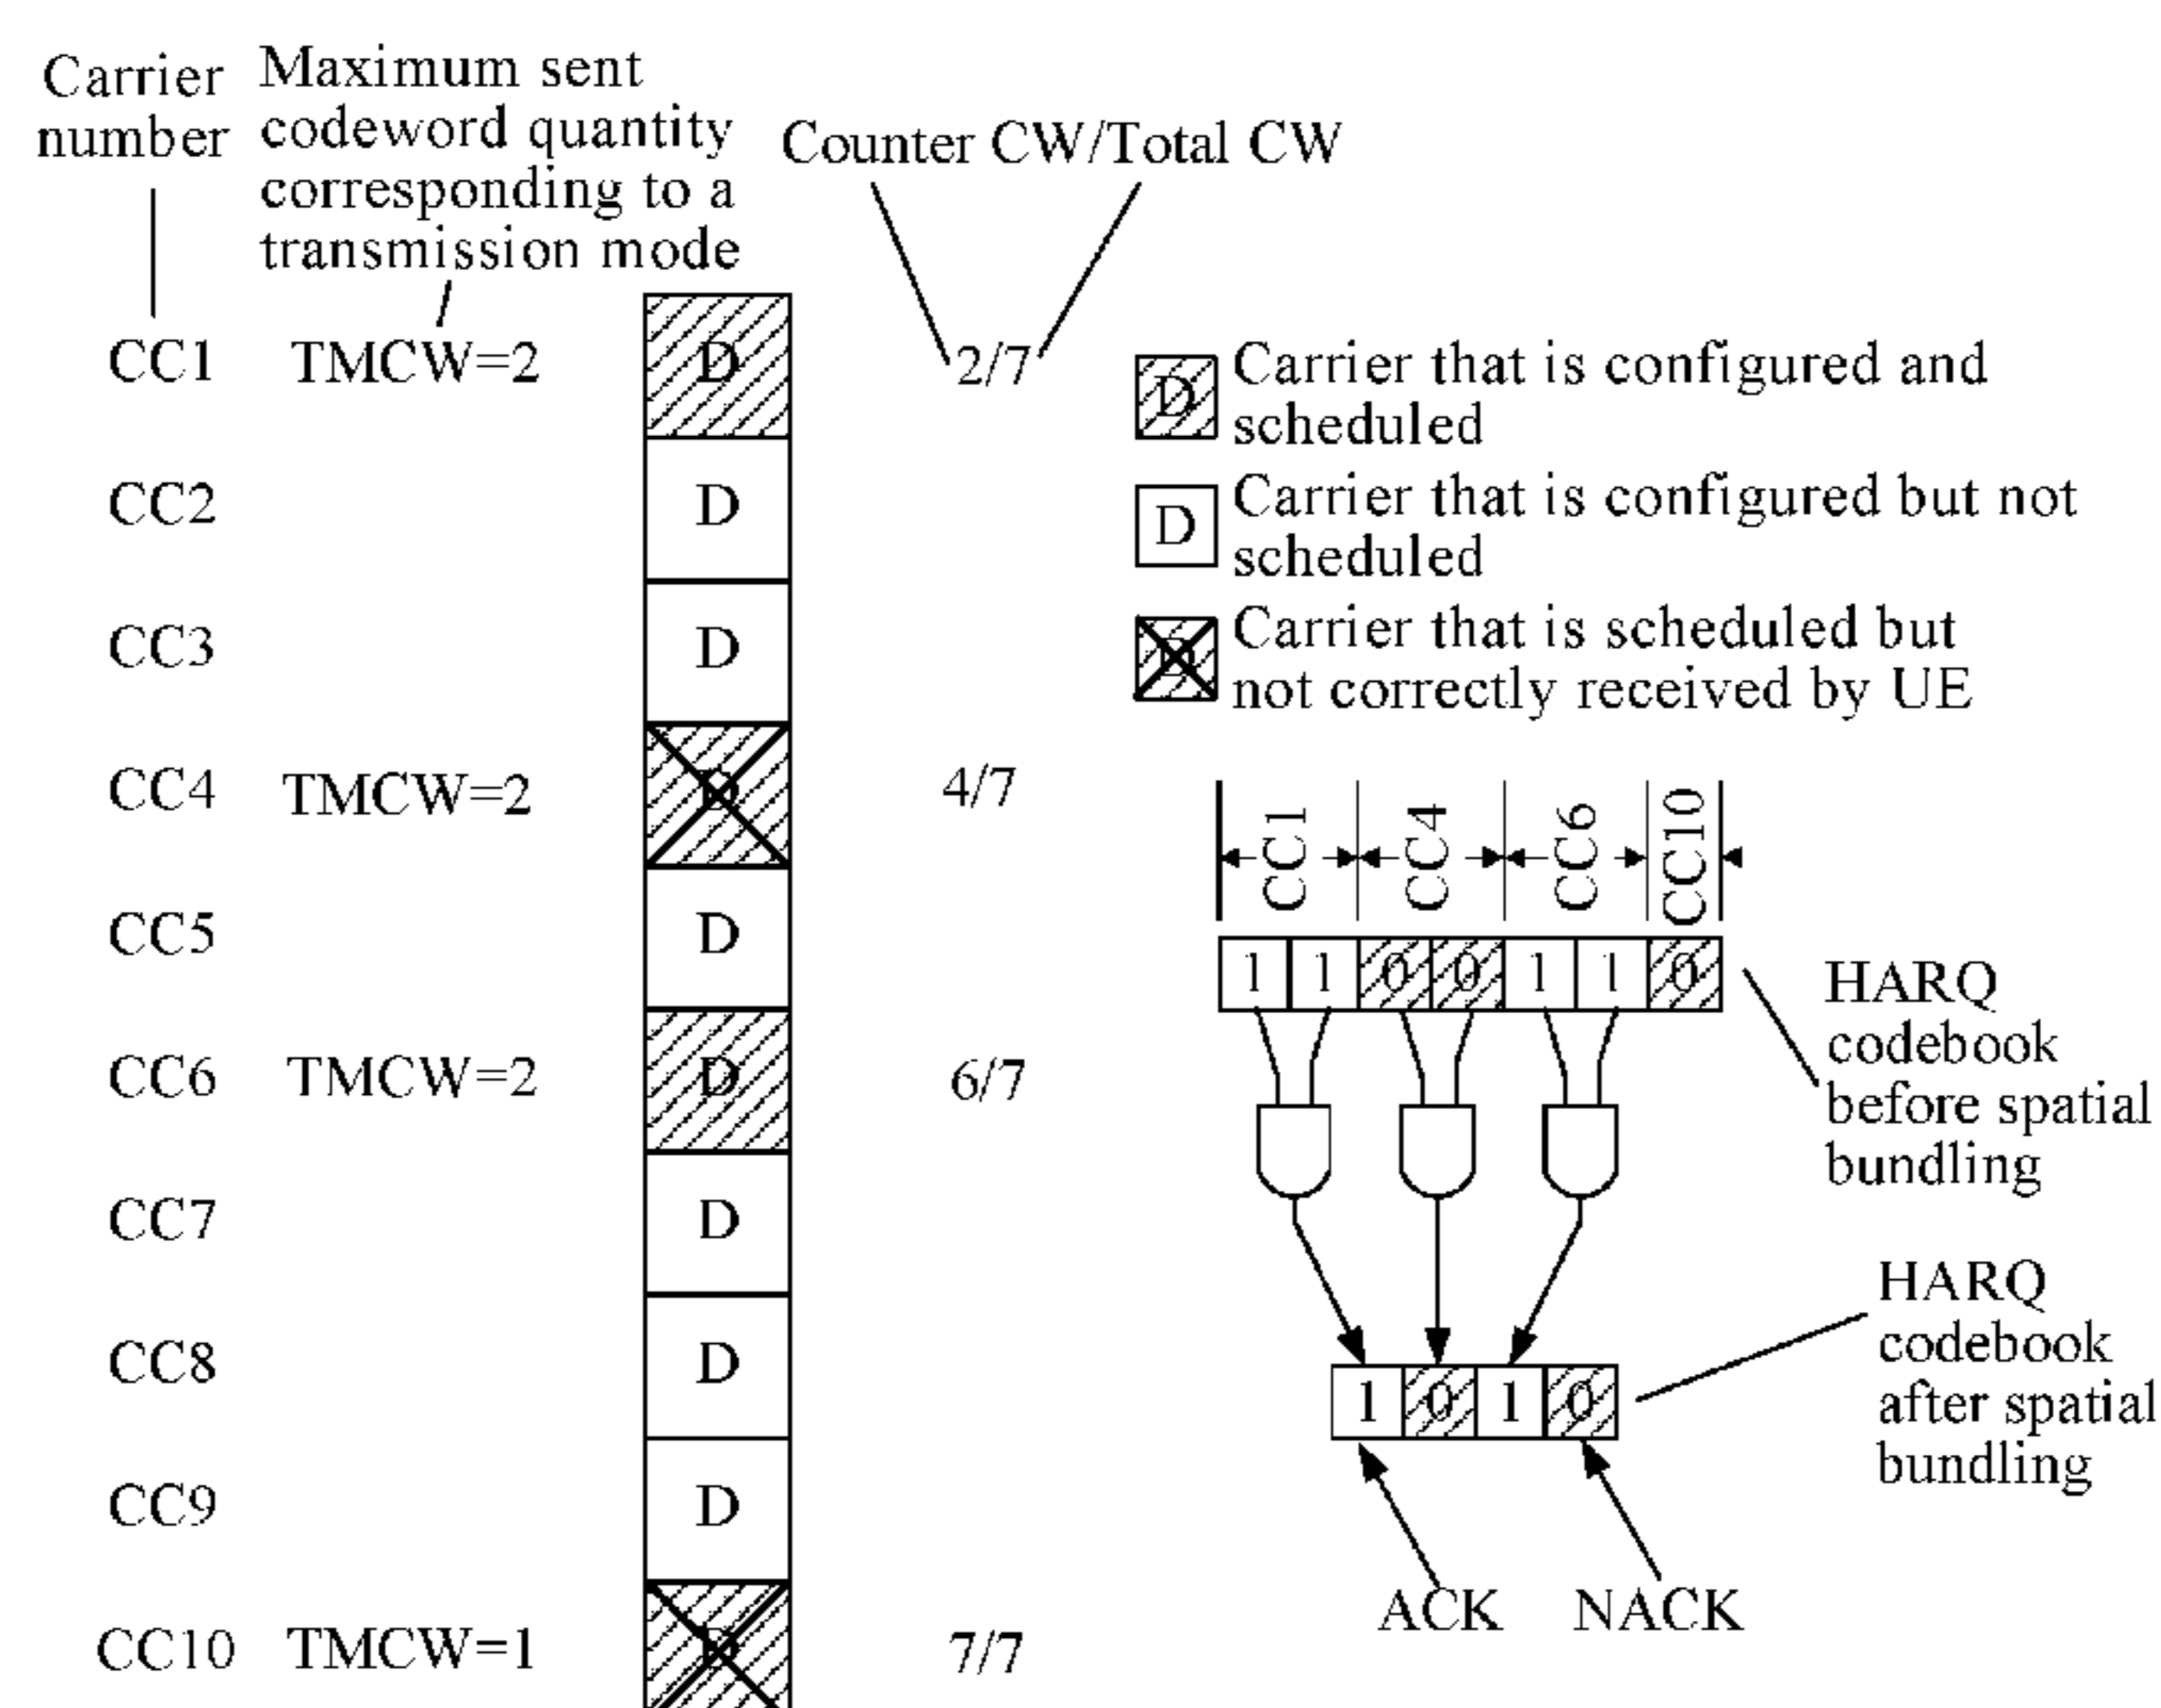 Carrier
number
Maximum sent
codeword quantity
corresponding to a
transmission mode
Counter CW/Total CW
CC1 TMCW=2 D 2/7
CC2 D
CC3 D
CC4 TMCW=2 D 4/7
CC5 D
CC6 TMCW=2 D 6/7
CC7 D
CC8 D
CC9 D
CC10 TMCW=1 D 7/7
D Carrier that is configured and
scheduled
D Carrier that is configured but not
scheduled
D Carrier that is scheduled but
not correctly received by UE
CC1 CC4 CC6 CC10
1 1 0 0 1 1 0
HARQ
codebook
before spatial
bundling
1 0 1 0
HARQ
codebook
after spatial
bundling
ACK NACK